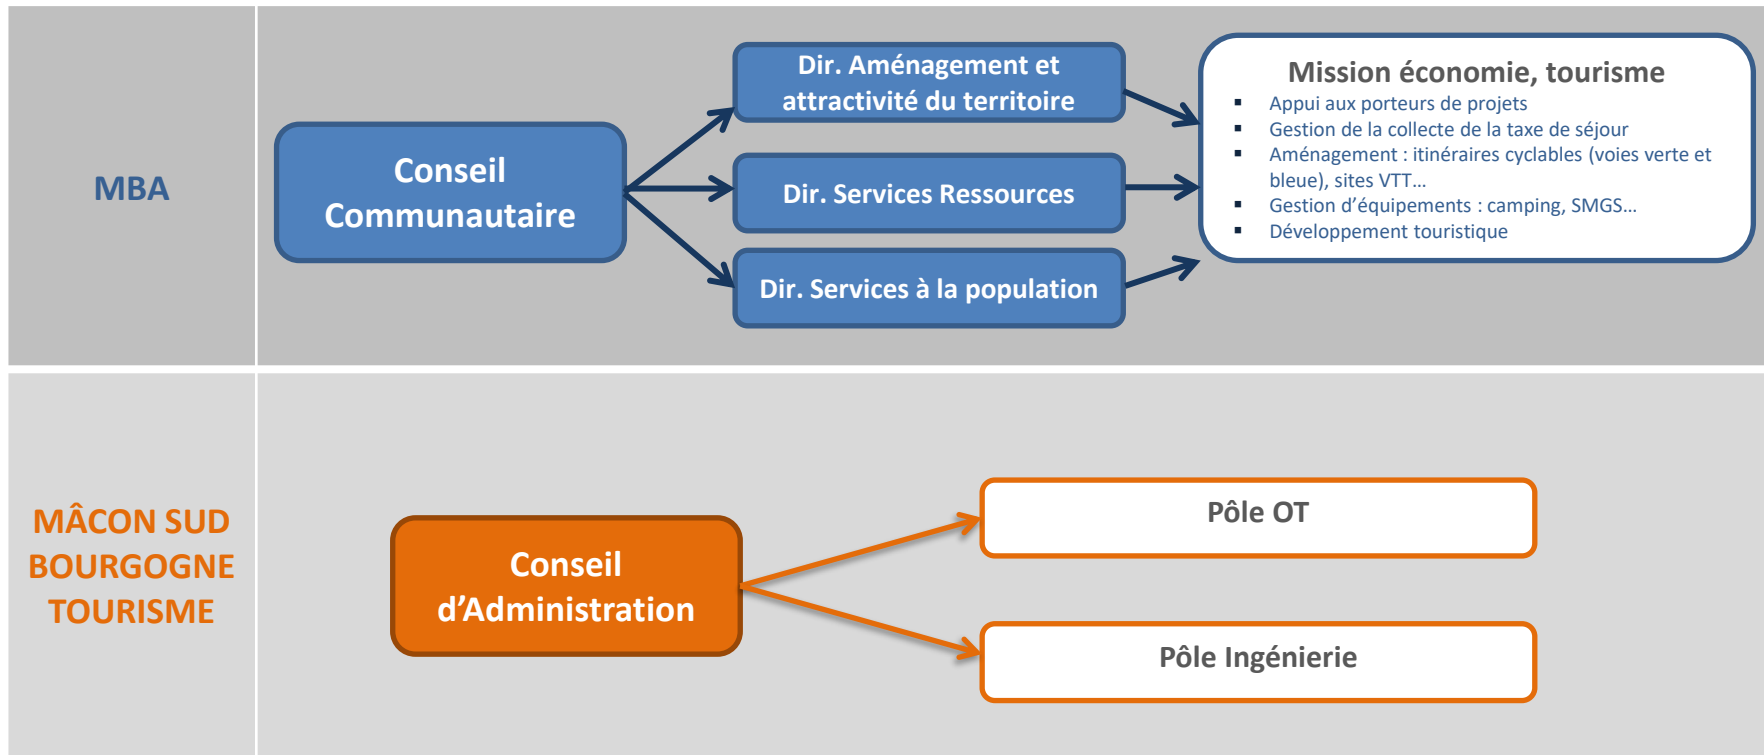 MBA
Conseil
Communautaire
Dir. Aménagement et
attractivité du territoire
Dir. Services Ressources
Dir. Services à la population
Mission économie, tourisme
▪ Appui aux porteurs de projets
▪ Gestion de la collecte de la taxe de séjour
▪ Aménagement : itinéraires cyclables (voies verte et
bleue), sites VTT…
▪ Gestion d’équipements : camping, SMGS…
▪ Développement touristique
MÂCON SUD
BOURGOGNE
TOURISME
Conseil
d’Administration
Pôle OT
Pôle Ingénierie